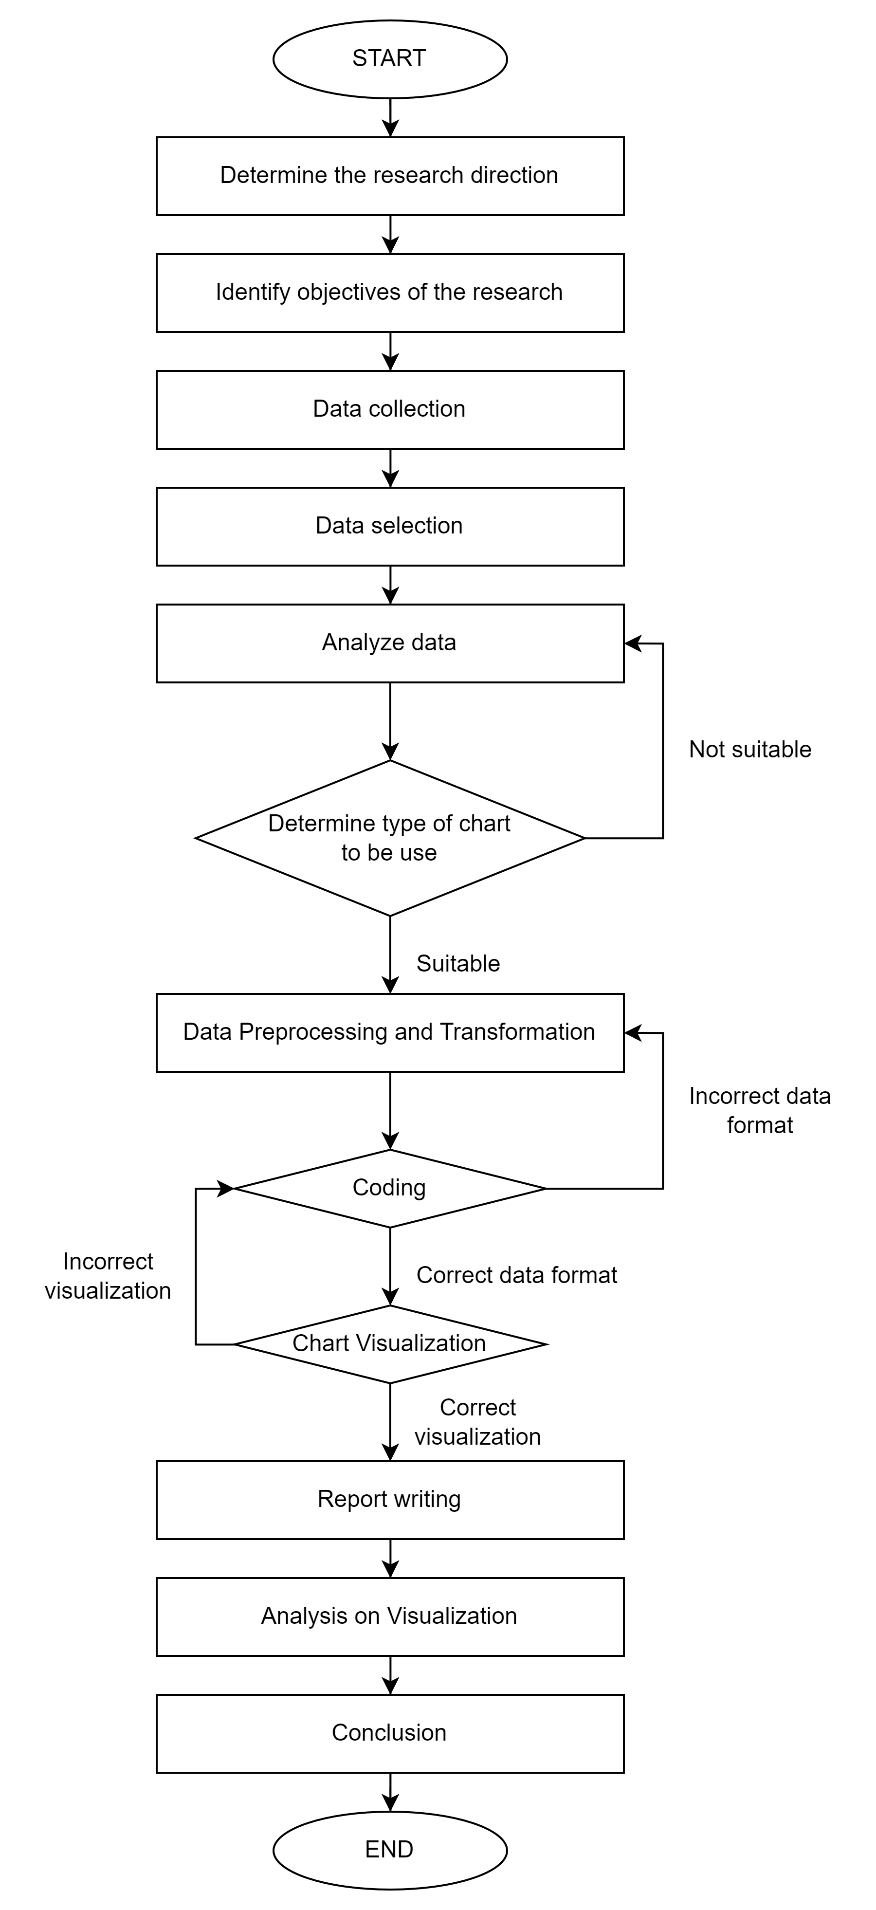 START
Determine the research direction
Identify objectives of the research
Data collection
Data selection
Analyze data
Not suitable
Determine type of chart
to be use
Suitable
Data Preprocessing and Transformation
Incorrect data
format
Coding
Incorrect
visualization
Correct data format
Chart Visualization
Correct
visualization
Report writing
Analysis on Visualization
Conclusion
END